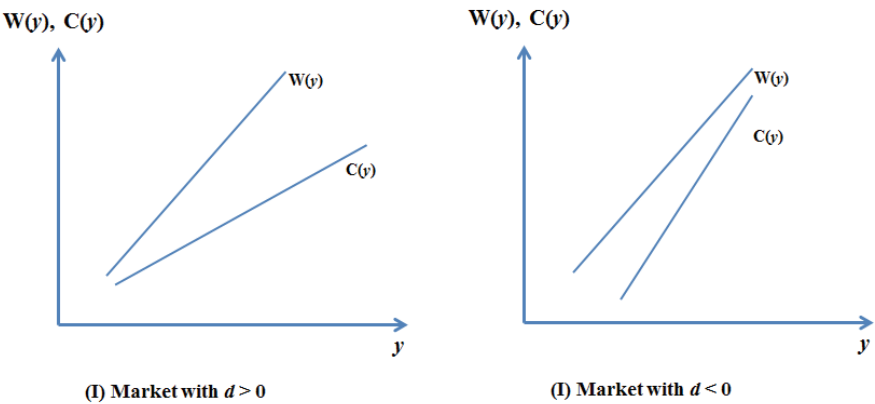 W(y), C(y)
W(y)
C(y)
y
(I) Market with d > 0
W(y), C(y)
W(y)
C(y)
y
(I) Market with d < 0